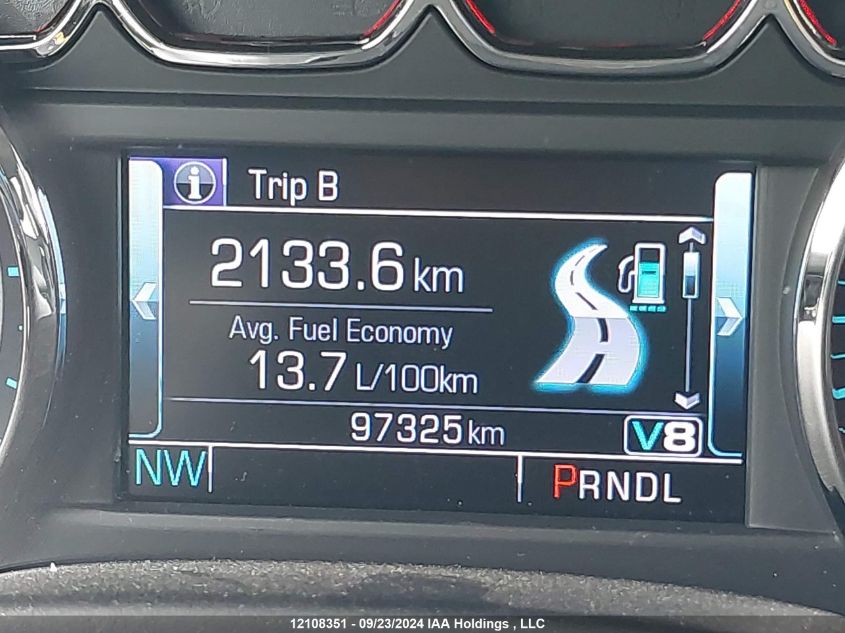 Trip B
2133.6 km
Avg. Fuel Economy
13.7 L/100km
97325 km
V8
NW PRNDL
12108351 - 09/23/2024 IAA Holdings , LLC